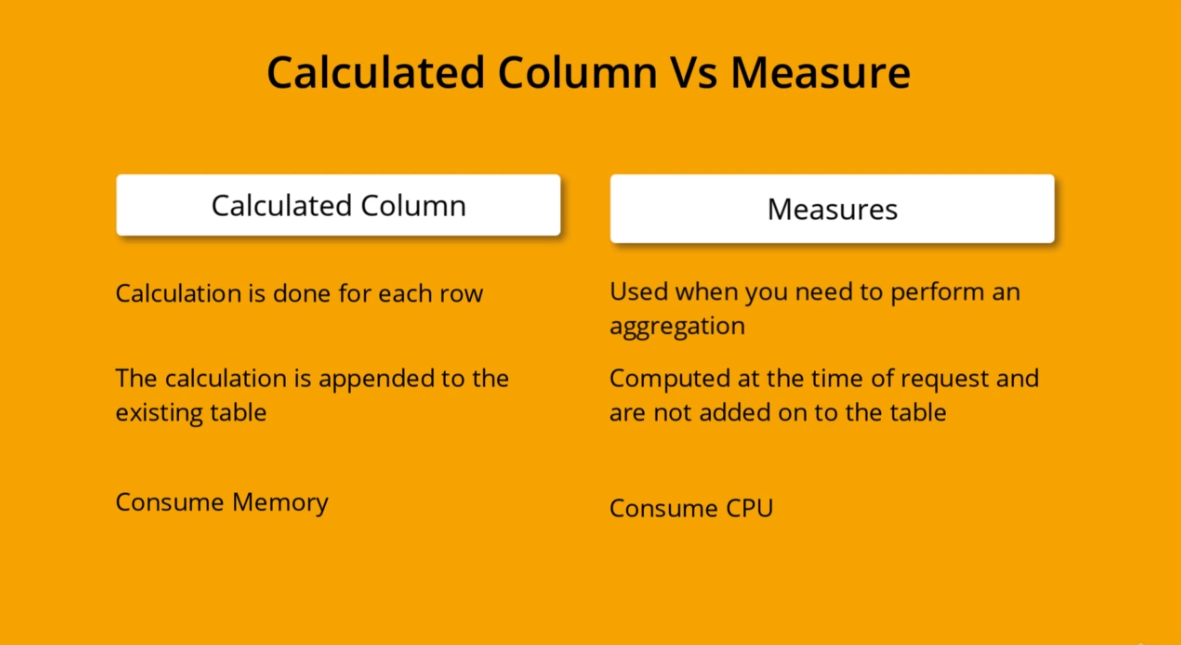 Calculated Column Vs Measure
Calculated Column
Calculation is done for each row
The calculation is appended to the
existing table
Consume Memory
Measures
Used when you need to perform an
aggregation
Computed at the time of request and
are not added on to the table
Consume CPU